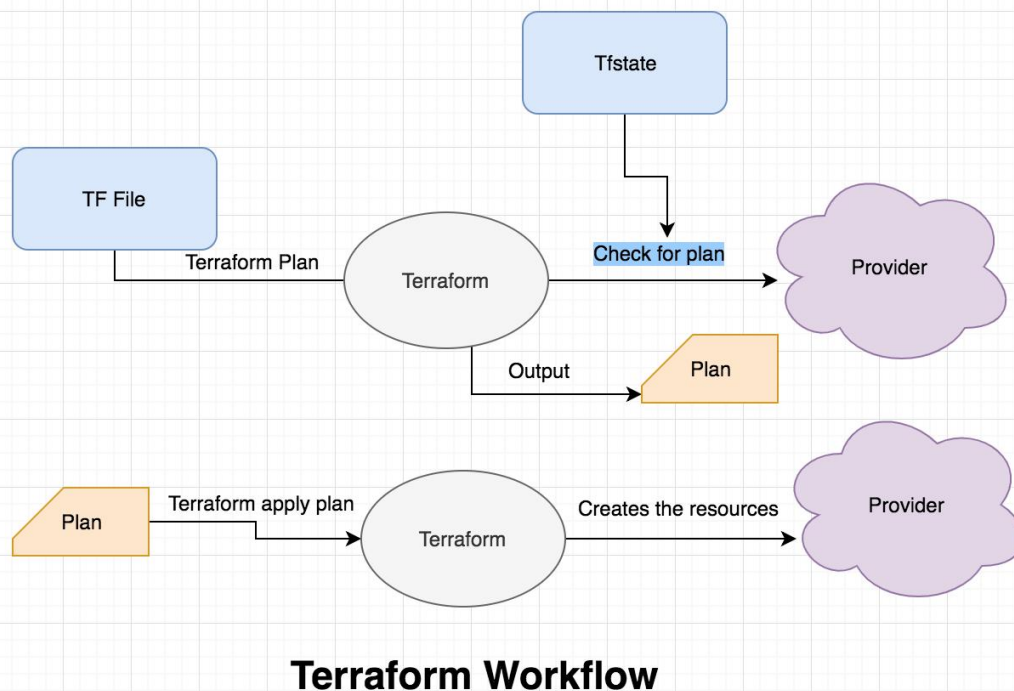 Tfstate
TF File
Terraform Plan
Terraform
Check for plan
Provider
Output
Plan
Plan
Terraform apply plan
Terraform
Creates the resources
Provider
Terraform Workflow